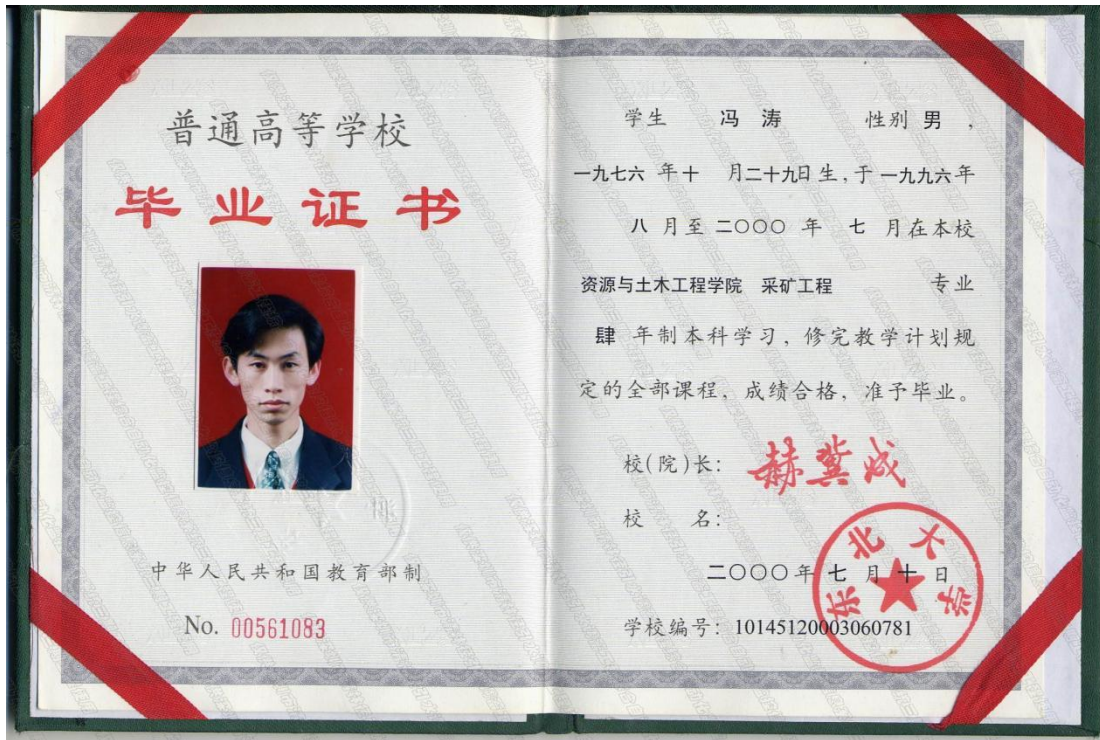 普通高等学校
毕业证书
中华人民共和国教育部制
No. 00561083
学生 冯涛 性别 男 ，
一九七六 年 十 月 二十九 日生，于 一九九六 年
八 月至 二〇〇〇 年 七 月在本校
资源与土木工程学院 采矿工程 专业
肆 年制本科学习，修完教学计划规
定的全部课程，成绩合格，准予毕业。
校(院)长： 赫冀成
校 名：
东北大学
二〇〇〇 年 七 月 十 日
学校编号：10145120003060781